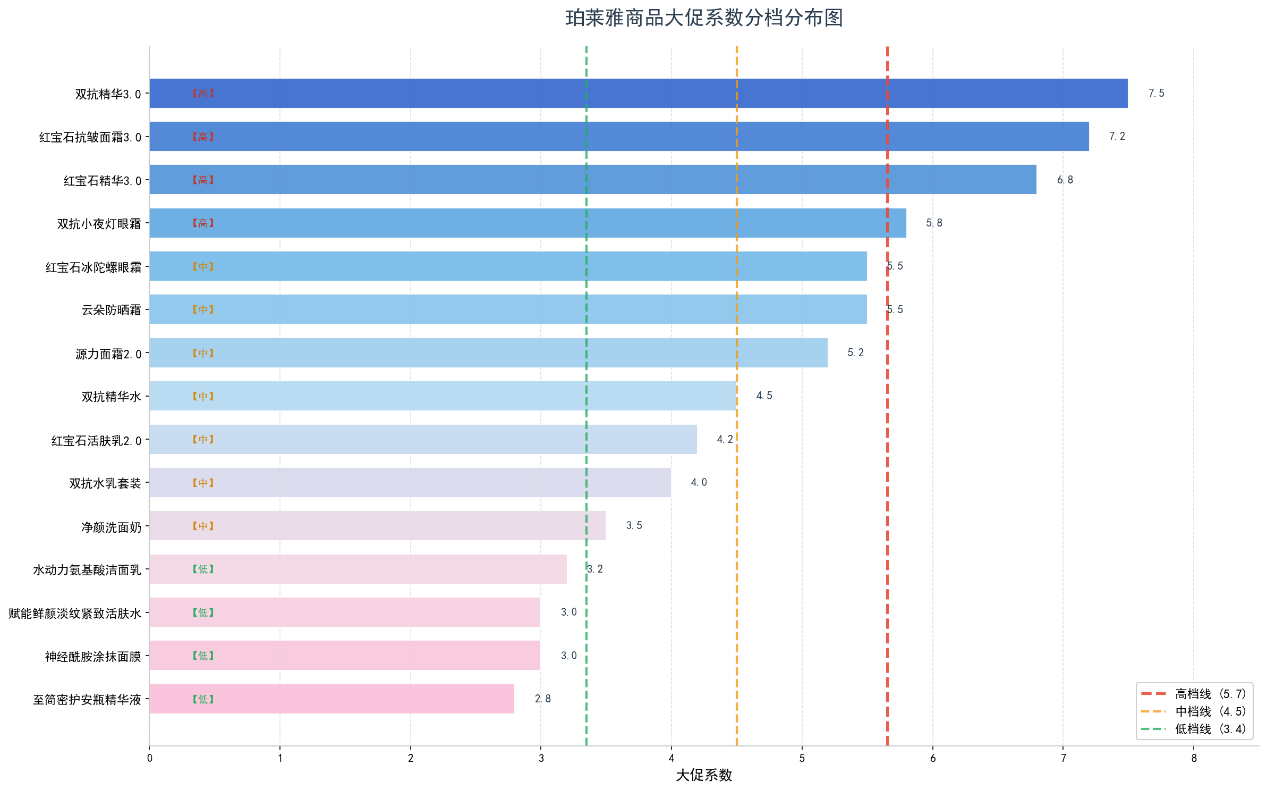 珀莱雅商品大促系数分档分布图
双抗精华3.0 【高】 7.5
红宝石抗皱面霜3.0 【高】 7.2
红宝石精华3.0 【高】 6.8
双抗小夜灯眼霜 【高】 5.8
红宝石冰陀螺眼霜 【中】 5.5
云朵防晒霜 【中】 5.5
源力面霜2.0 【中】 5.2
双抗精华水 【中】 4.5
红宝石活肤乳2.0 【中】 4.2
双抗水乳套装 【中】 4.0
净颜洗面奶 【中】 3.5
水动力氨基酸洁面乳 【低】 3.2
赋能鲜颜淡纹紧致活肤水 【低】 3.0
神经酰胺涂抹面膜 【低】 3.0
至简密护安瓶精华液 【低】 2.8
高档线 (5.7)
中档线 (4.5)
低档线 (3.4)
0 1 2 3 4 5 6 7 8
大促系数